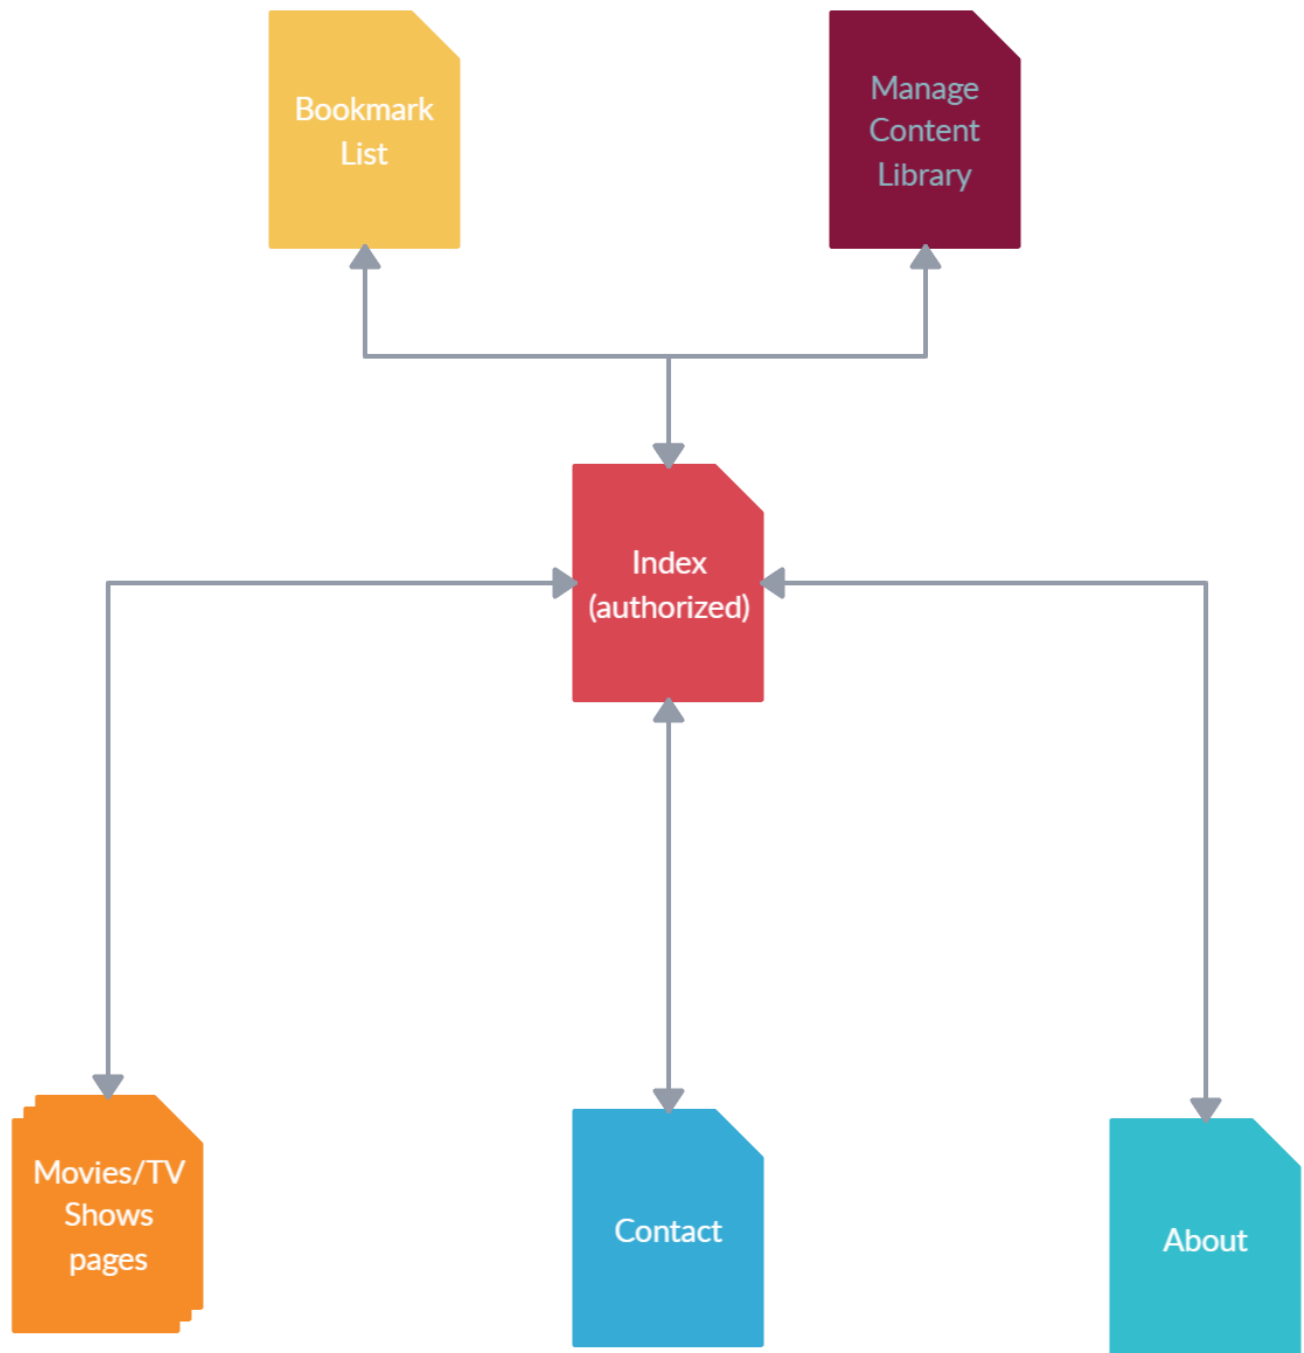 Bookmark
List
Manage
Content
Library
Index
(authorized)
Movies/TV
Shows
pages
Contact
About